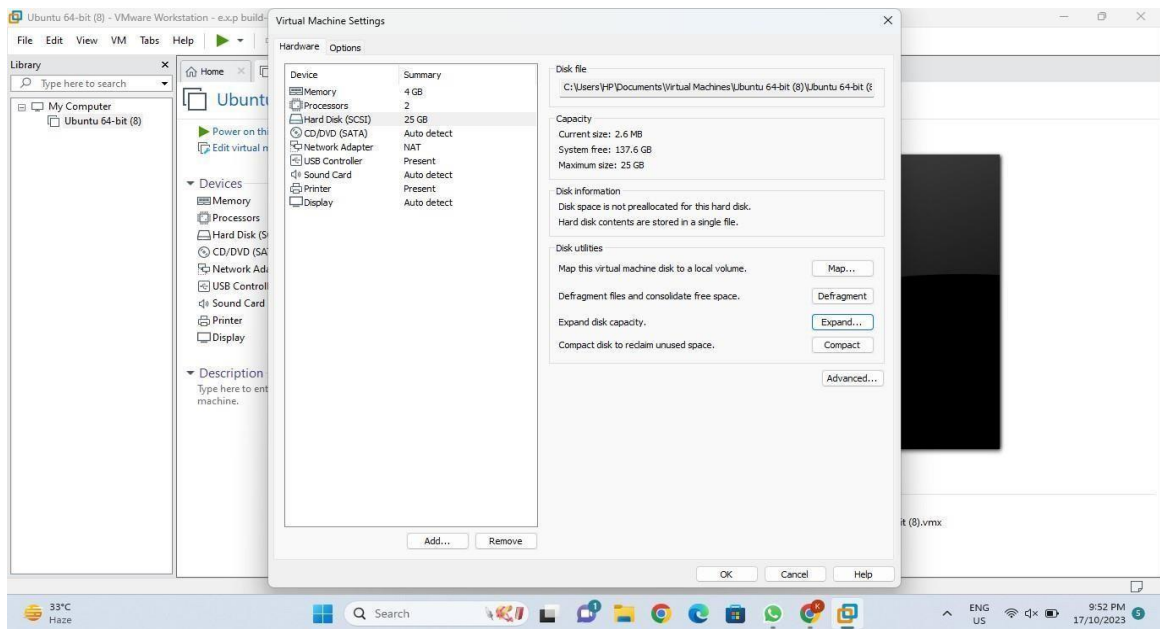 Ubuntu 64-bit (8) - VMware Workstation - e.x.p build-
File Edit View VM Tabs Help
Library
Type here to search
My Computer
Ubuntu 64-bit (8)
Home
Ubuntu
Power on th
Edit virtual m
Devices
Memory
Processors
Hard Disk (S
CD/DVD (SA
Network Ada
USB Controll
Sound Card
Printer
Display
Description
Type here to ent
machine.
Virtual Machine Settings
Hardware Options
Device Summary
Memory 4 GB
Processors 2
Hard Disk (SCSI) 25 GB
CD/DVD (SATA) Auto detect
Network Adapter NAT
USB Controller Present
Sound Card Auto detect
Printer Present
Display Auto detect
Add... Remove
Disk file
C:\Users\HP\Documents\Virtual Machines\Ubuntu 64-bit (8)\Ubuntu 64-bit (8
Capacity
Current size: 2.6 MB
System free: 137.6 GB
Maximum size: 25 GB
Disk information
Disk space is not preallocated for this hard disk.
Hard disk contents are stored in a single file.
Disk utilities
Map this virtual machine disk to a local volume. Map...
Defragment files and consolidate free space. Defragment
Expand disk capacity. Expand...
Compact disk to reclaim unused space. Compact
Advanced...
OK Cancel Help
it (8).vmx
33°C
Haze
Search
ENG
US
9:52 PM
17/10/2023
5